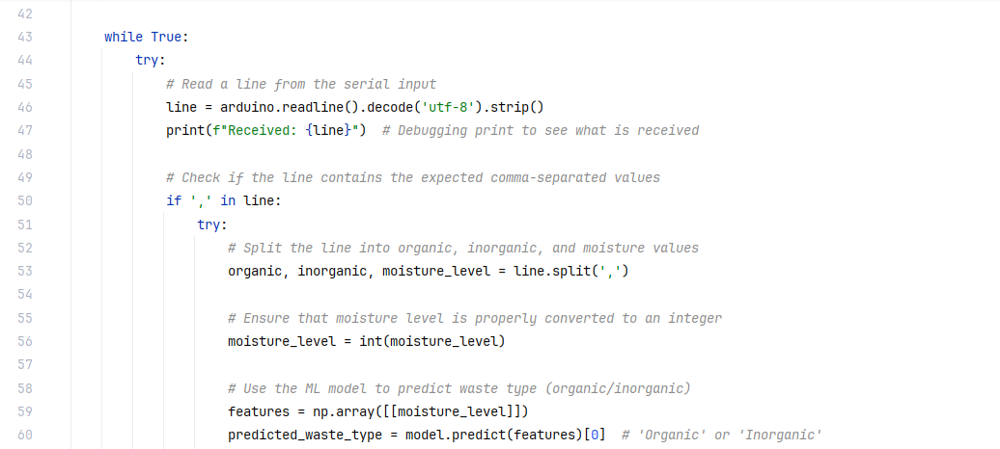 42
43 while True:
44 try:
45 # Read a line from the serial input
46 line = arduino.readline().decode('utf-8').strip()
47 print(f"Received: {line}")  # Debugging print to see what is received
48
49 # Check if the line contains the expected comma-separated values
50 if ',' in line:
51 try:
52 # Split the line into organic, inorganic, and moisture values
53 organic, inorganic, moisture_level = line.split(',')
54
55 # Ensure that moisture level is properly converted to an integer
56 moisture_level = int(moisture_level)
57
58 # Use the ML model to predict waste type (organic/inorganic)
59 features = np.array([[moisture_level]])
60 predicted_waste_type = model.predict(features)[0]  # 'Organic' or 'Inorganic'